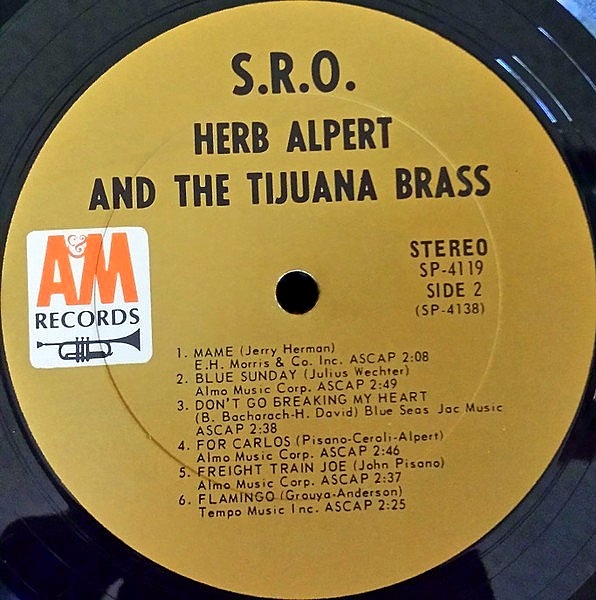 S.R.O.
HERB ALPERT
AND THE TIJUANA BRASS
A&M
RECORDS
STEREO
SP-4119
SIDE 2
(SP-4138)
1. MAME (Jerry Herman)
E.H. Morris & Co. Inc. ASCAP 2:08
2. BLUE SUNDAY (Julius Wechter)
Almo Music Corp. ASCAP 2:49
3. DON'T GO BREAKING MY HEART
(B. Bacharach-H. David) Blue Seas Jac Music
ASCAP 2:38
4. FOR CARLOS (Pisano-Cerali-Alpert)
Almo Music Corp. ASCAP 2:46
5. FREIGHT TRAIN JOE (John Pisano)
Almo Music Corp. ASCAP 2:37
6. FLAMINGO (Grouya-Anderson)
Tempo Music Inc. ASCAP 2:25